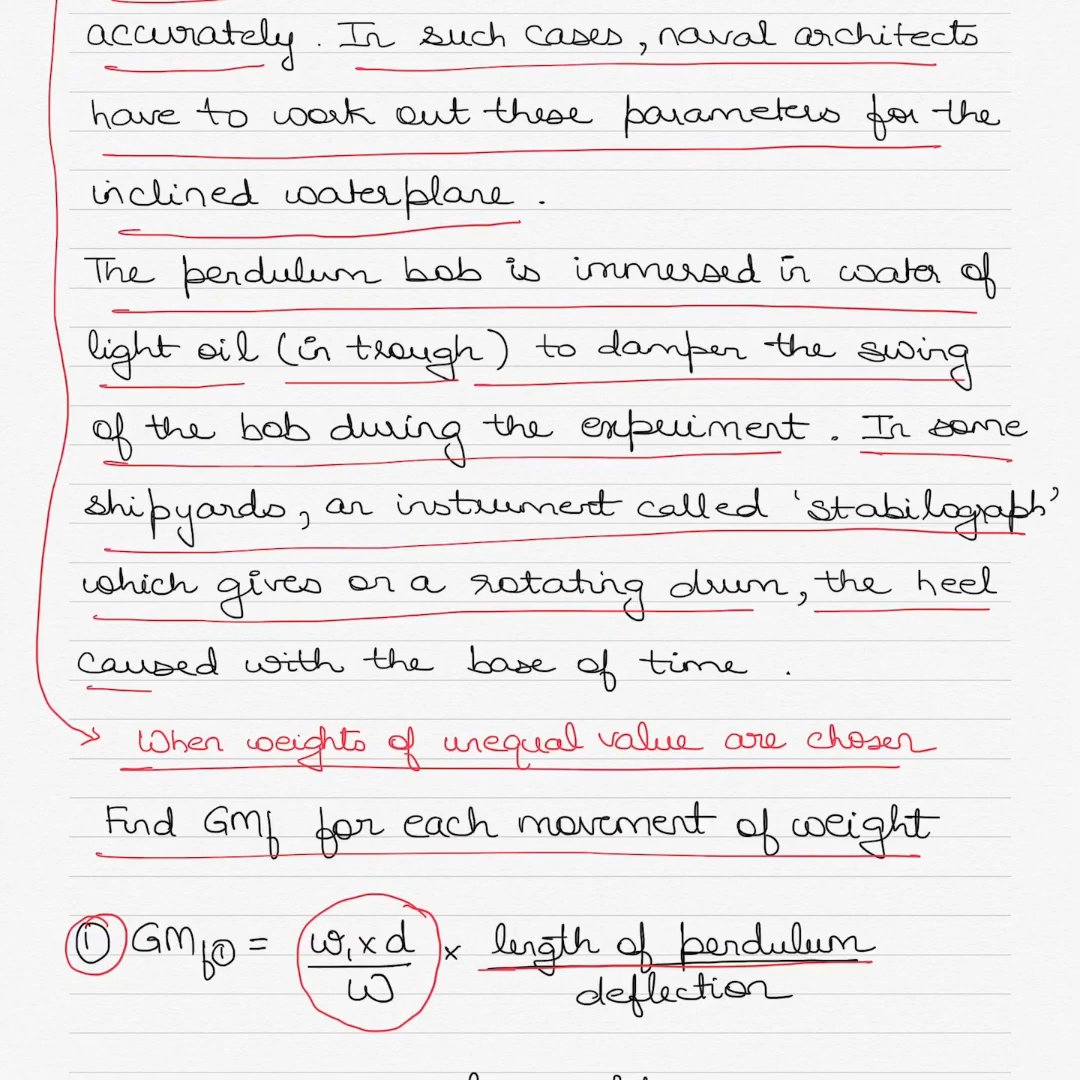 accurately. In such cases, naval architects
have to work out these parameters for the
inclined waterplane.
The pendulum bob is immersed in water of
light oil (in trough) to damper the swing
of the bob during the experiment. In some
shipyards, an instrument called 'stabilograph'
which gives on a rotating drum, the heel
caused with the base of time.
When weights of unequal value are chosen
Find GMf for each movement of weight
① GMf① = w₁ x d / W x length of pendulum / deflection